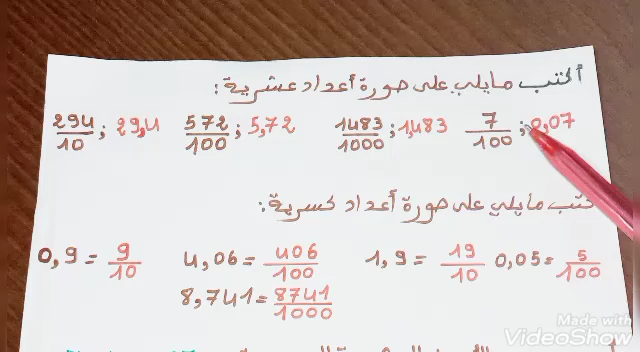 أكتب مايلي على صورة أعداد عشرية:
294/10 ; 29,4 572/100 ; 5,72 1483/1000 ; 1,483 7/100 ; 0,07
كتب مايلي على صورة أعداد كسرية:
0,9 = 9/10 4,06 = 406/100 1,9 = 19/10 0,05 = 5/100
8,741 = 8741/1000
Made with
VideoShow